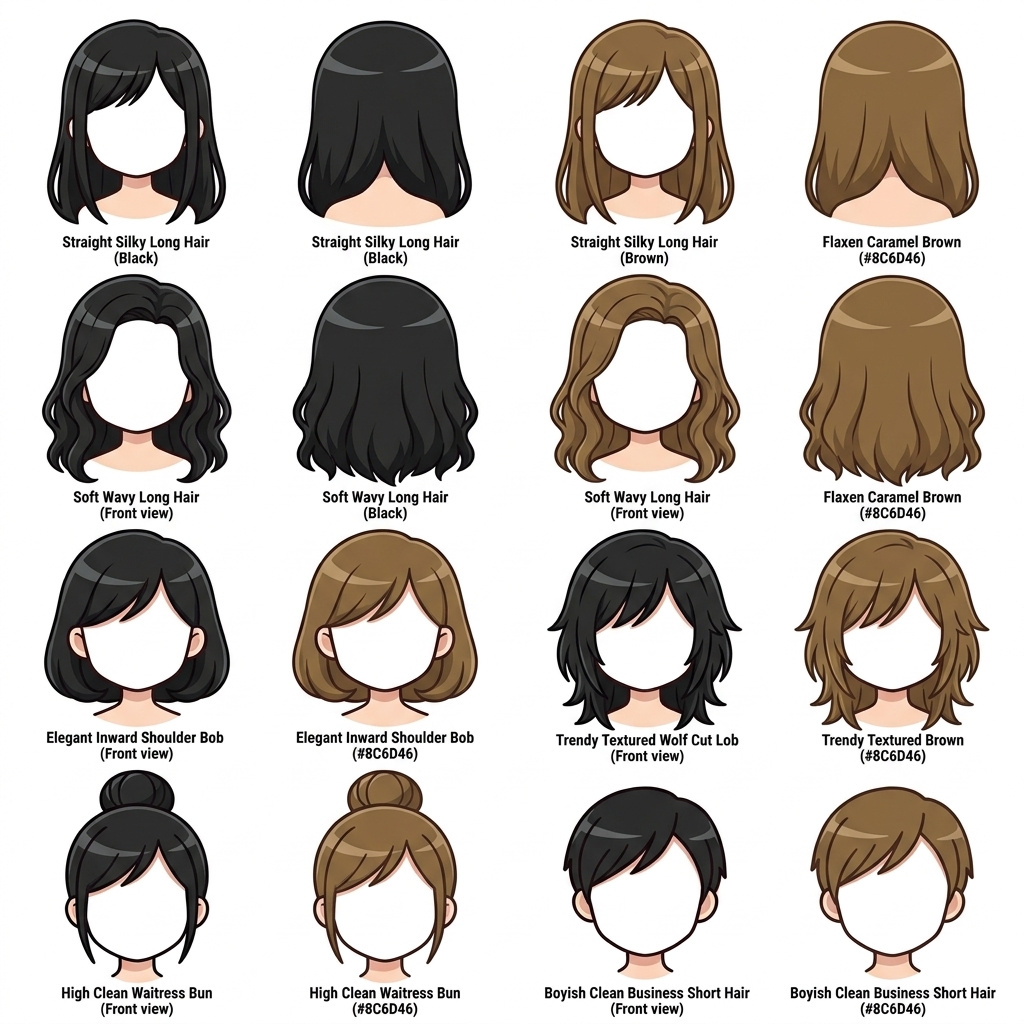 Straight Silky Long Hair
(Black)
Straight Silky Long Hair
(Black)
Straight Silky Long Hair
(Brown)
Flaxen Caramel Brown
(#8C6D46)
Soft Wavy Long Hair
(Front view)
Soft Wavy Long Hair
(Black)
Soft Wavy Long Hair
(Front view)
Flaxen Caramel Brown
(#8C6D46)
Elegant Inward Shoulder Bob
(Front view)
Elegant Inward Shoulder Bob
(#8C6D46)
Trendy Textured Wolf Cut Lob
(Front view)
Trendy Textured Brown
(#8C6D46)
High Clean Waitress Bun
(Front view)
High Clean Waitress Bun
(#8C6D46)
Boyish Clean Business Short Hair
(Front view)
Boyish Clean Business Short Hair
(#8C6D46)